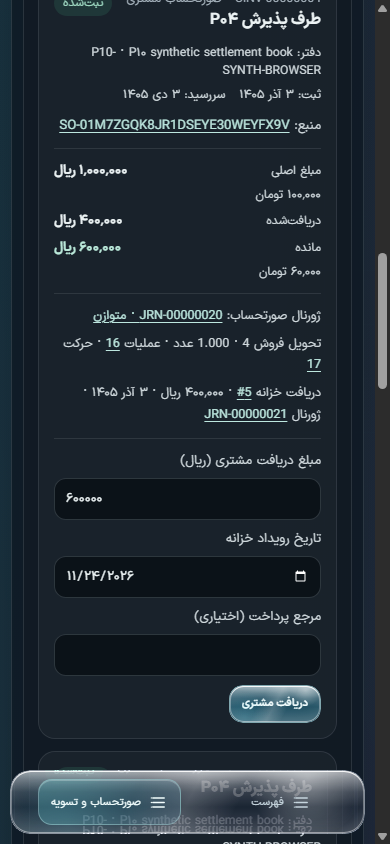 ثبت‌شده
طرف پذیرش P۰۴
دفتر: P10- · P۱۰ synthetic settlement book
SYNTH-BROWSER
ثبت: ۳ آذر ۱۴۰۵ سررسید: ۳ دی ۱۴۰۵
منبع: SO-01M7ZGQK8JR1DSEYE30WEYFX9V
مبلغ اصلی ۱,۰۰۰,۰۰۰ ریال
۱۰۰,۰۰۰ تومان
دریافت‌شده ۴۰۰,۰۰۰ ریال
مانده ۶۰۰,۰۰۰ ریال
۶۰,۰۰۰ تومان
ژورنال صورتحساب: JRN-00000020 · متوازن
تحویل فروش 4 · 1.000 عدد · عملیات 16 · حرکت
17
دریافت خزانه #5 · ۴۰۰,۰۰۰ ریال · ۳ آذر ۱۴۰۵ ·
ژورنال JRN-00000021
مبلغ دریافت مشتری (ریال)
۶۰۰۰۰۰
تاریخ رویداد خزانه
۱۱/۲۴/۲۰۲۶
مرجع پرداخت (اختیاری)
دریافت مشتری
طرف پذیرش P۰۴
فهرست
صورتحساب و تسویه